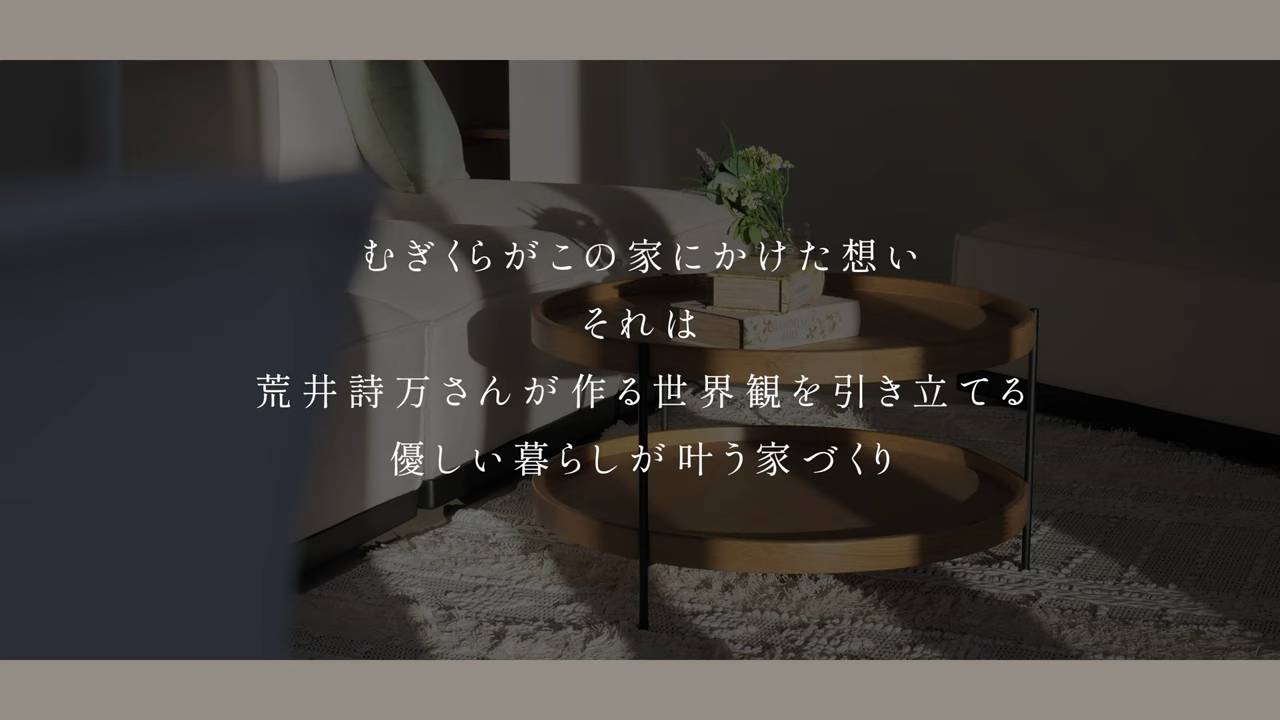 むぎくらがこの家にかけた想い
それは
荒井詩万さんが作る世界観を引き立てる
優しい暮らしが叶う家づくり